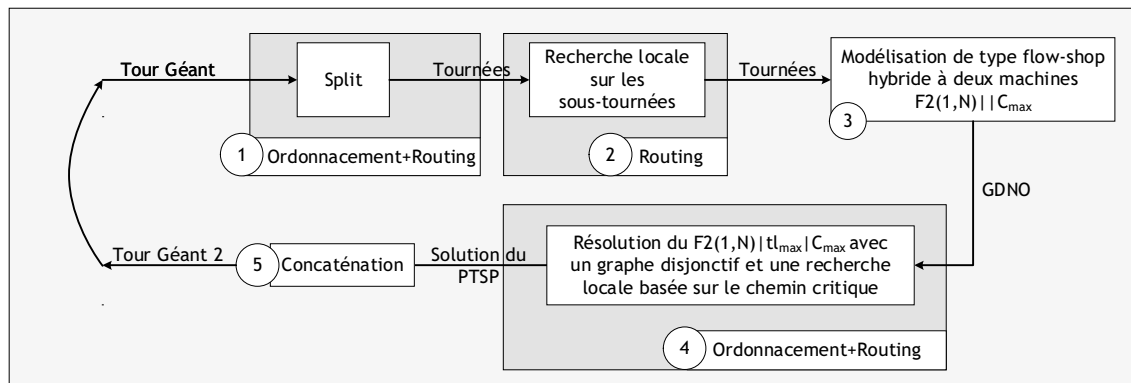 Tour Géant
Split
Tournées
Recherche locale
sur les
sous-tournées
Tournées
Modélisation de type flow-shop
hybride à deux machines
F2(1,N)||Cmax
1
Ordonnacement+Routing
2
Routing
3
GDNO
Tour Géant 2
5
Concaténation
Solution du
PTSP
Résolution du F2(1,N)|tlmax|Cmax avec
un graphe disjonctif et une recherche
locale basée sur le chemin critique
4
Ordonnacement+Routing